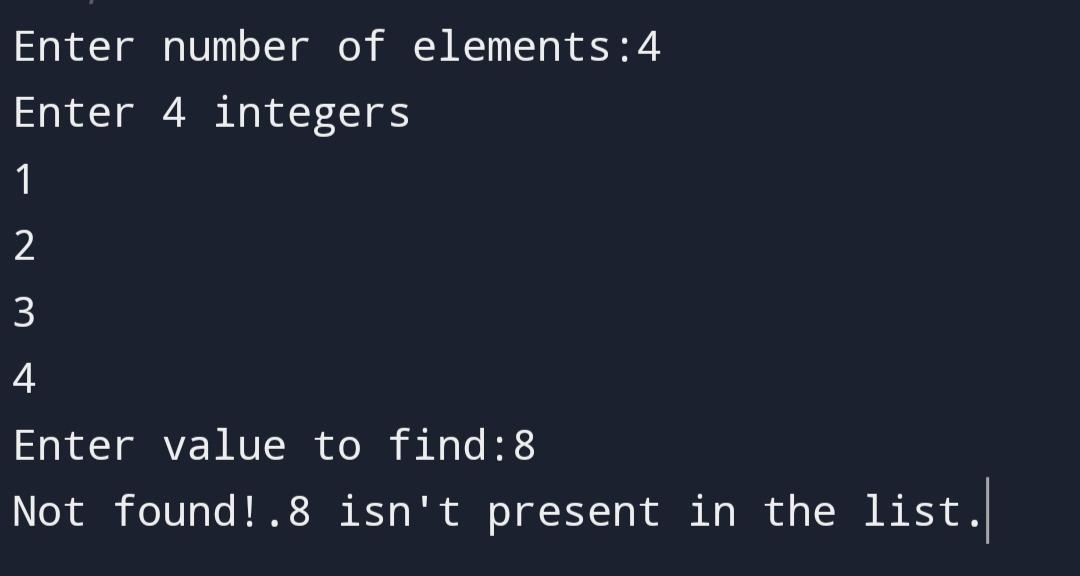 Enter number of elements:4
Enter 4 integers
1
2
3
4
Enter value to find:8
Not found!.8 isn't present in the list.